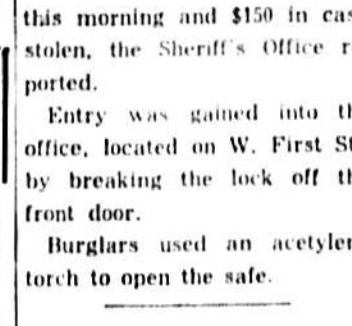 this morning and $150 in cas
stolen, the Sheriff's Office r
ported.
Entry was gained into th
office, located on W. First St
by breaking the lock off th
front door.
Burglars used an acetyler
torch to open the safe.